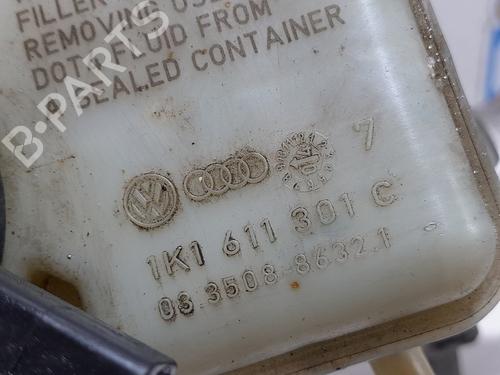 FILLER
REMOVING
DOT FLUID FROM
A SEALED CONTAINER
B-PARTS
7
1K1 611 301 C
03.3508-8632.1